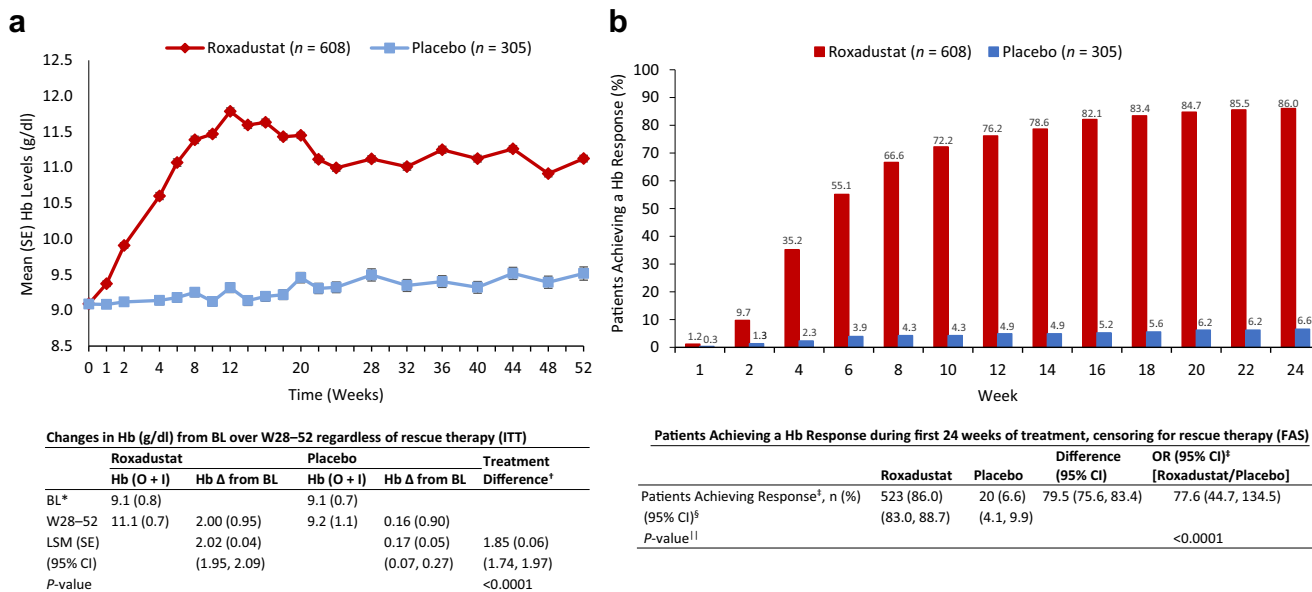 a
Roxadustat (n = 608) Placebo (n = 305)
12.5
12.0
11.5
11.0
10.5
10.0
9.5
9.0
8.5
Mean (SE) Hb Levels (g/dl)
0 1 2 4 6 8 12 20 28 32 36 40 44 48 52
Time (Weeks)
Changes in Hb (g/dl) from BL over W28–52 regardless of rescue therapy (ITT)
Roxadustat Placebo Treatment
Hb (O + I) Hb Δ from BL Hb (O + I) Hb Δ from BL Difference†
BL* 9.1 (0.8) 9.1 (0.7)
W28–52 11.1 (0.7) 2.00 (0.95) 9.2 (1.1) 0.16 (0.90)
LSM (SE) 2.02 (0.04) 0.17 (0.05) 1.85 (0.06)
(95% CI) (1.95, 2.09) (0.07, 0.27) (1.74, 1.97)
P-value <0.0001
b
Roxadustat (n = 608) Placebo (n = 305)
100
90
80
70
60
50
40
30
20
10
0
Patients Achieving a Hb Response (%)
1.2 9.7 35.2 55.1 66.6 72.2 76.2 78.6 82.1 83.4 84.7 85.5 86.0
0.3 1.3 2.3 3.9 4.3 4.3 4.9 4.9 5.2 5.6 6.2 6.2 6.6
1 2 4 6 8 10 12 14 16 18 20 22 24
Week
Patients Achieving a Hb Response during first 24 weeks of treatment, censoring for rescue therapy (FAS)
Difference OR (95% CI)‡
Roxadustat Placebo (95% CI) [Roxadustat/Placebo]
Patients Achieving Response‡, n (%) 523 (86.0) 20 (6.6) 79.5 (75.6, 83.4) 77.6 (44.7, 134.5)
(95% CI)§ (83.0, 88.7) (4.1, 9.9)
P-value|| <0.0001